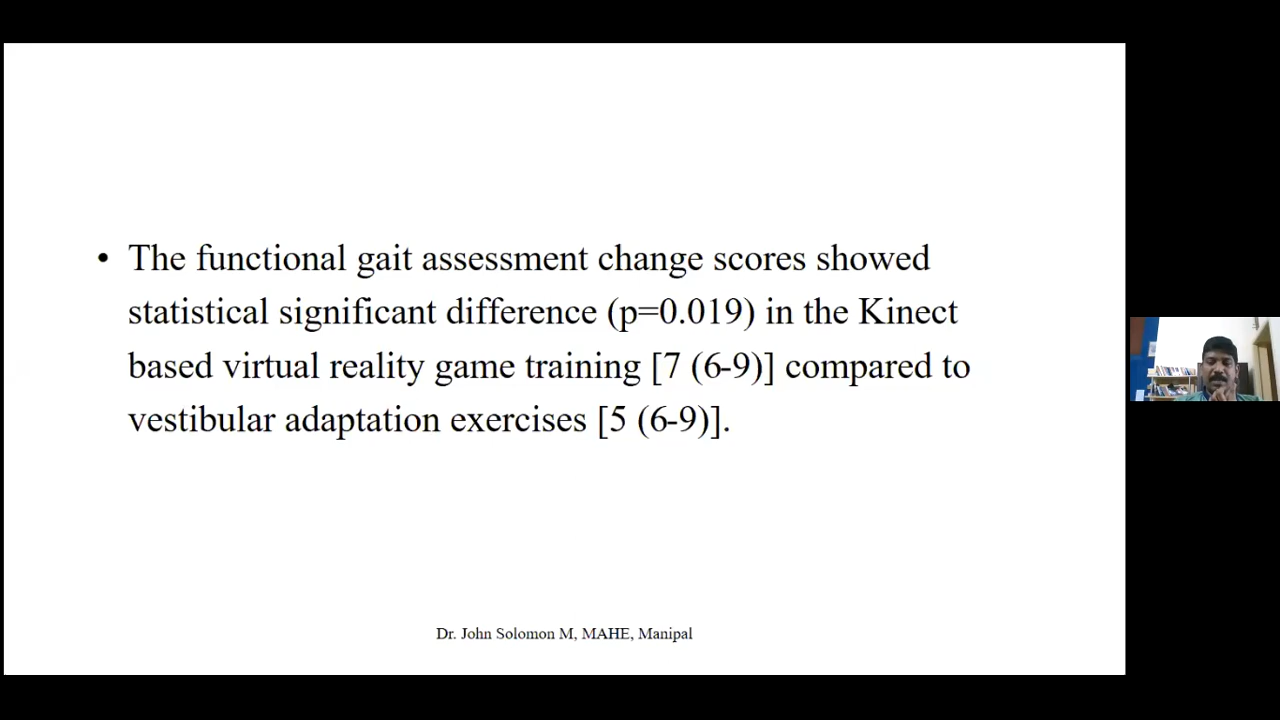 • The functional gait assessment change scores showed
statistical significant difference (p=0.019) in the Kinect
based virtual reality game training [7 (6-9)] compared to
vestibular adaptation exercises [5 (6-9)].
Dr. John Solomon M, MAHE, Manipal